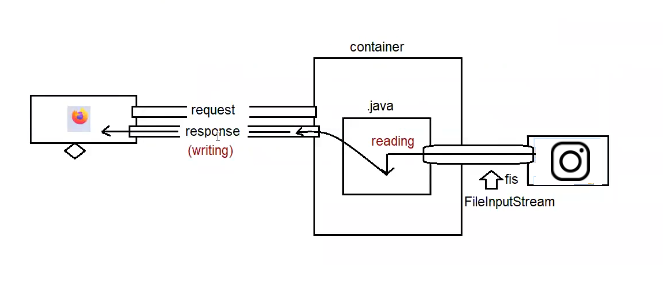 container
.java
request
response
(writing)
reading
fis
FileInputStream